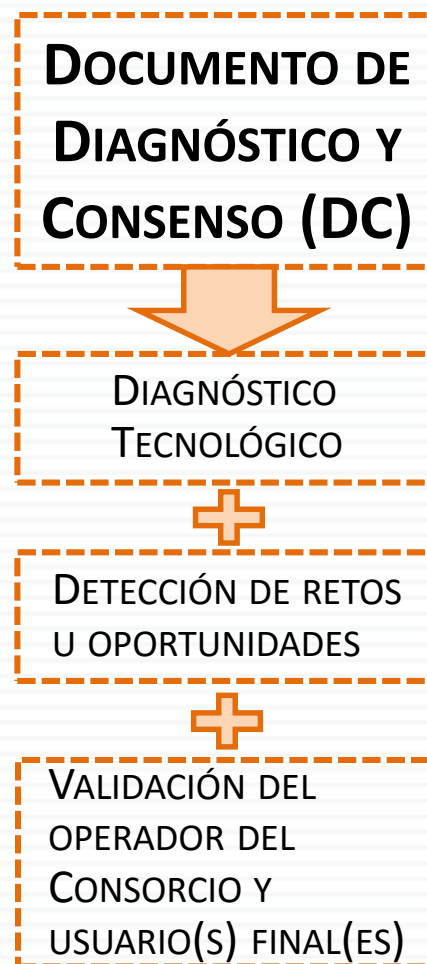 Documento de
Diagnóstico y
Consenso (DC)
Diagnóstico
Tecnológico
Detección de retos
u oportunidades
Validación del
operador del
Consorcio y
usuario(s) final(es)